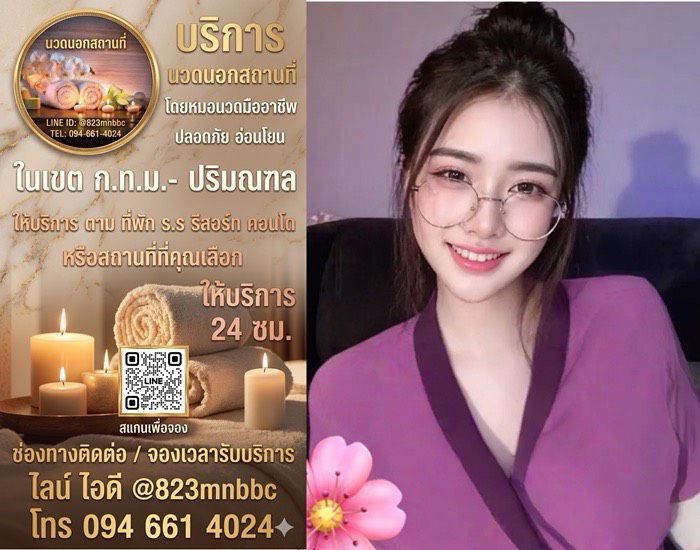 นวดนอกสถานที่
LINE ID: @823mnbbc
TEL: 094-661-4024
บริการ
นวดนอกสถานที่
โดยหมอนวดมืออาชีพ
ปลอดภัย อ่อนโยน
ในเขต ก.ท.ม.- ปริมณฑล
ให้บริการ ตาม ที่พัก ร.ร รีสอร์ท คอนโด
หรือสถานที่ที่คุณเลือก
ให้บริการ
24 ซม.
LINE
สแกนเพื่อจอง
ช่องทางติดต่อ / จองเวลารับบริการ
ไลน์ ไอดี @823mnbbc
โทร 094 661 4024